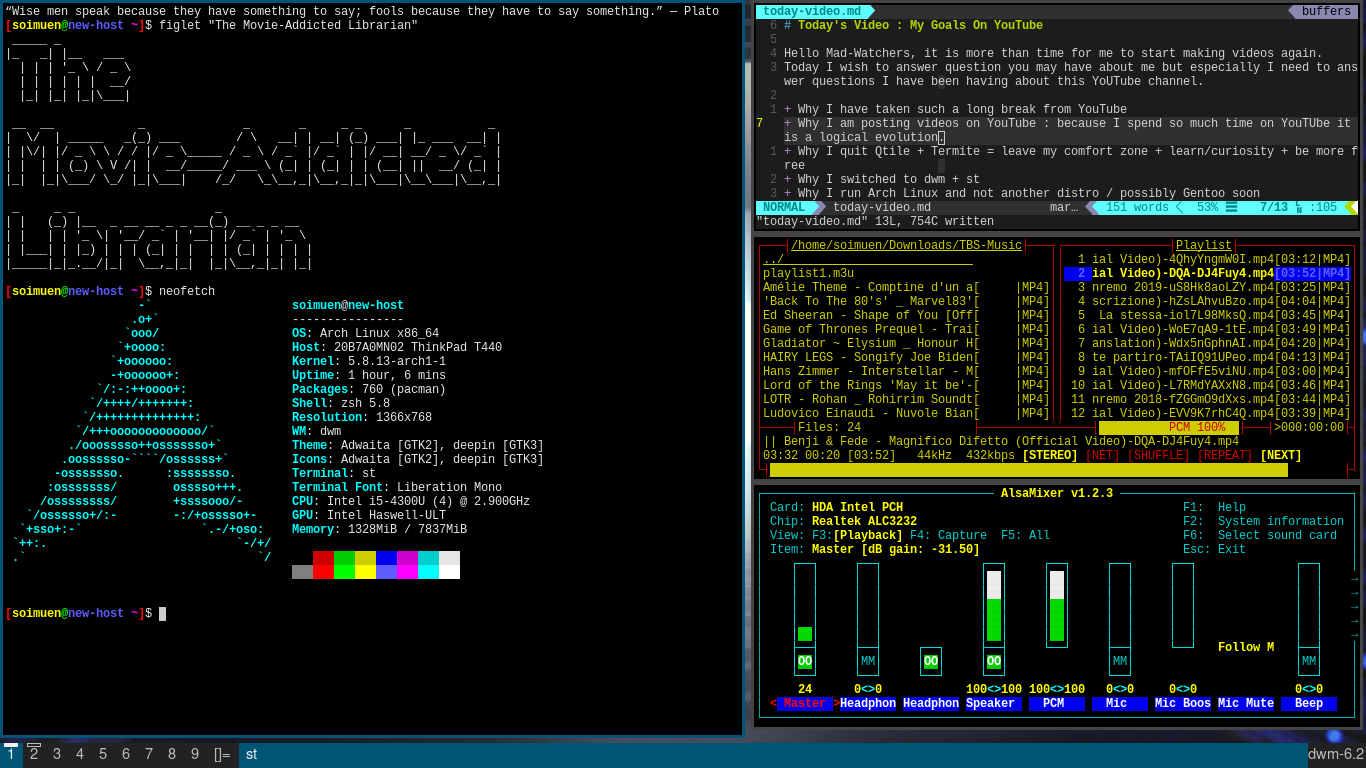 “Wise men speak because they have something to say; fools because they have to say something.” — Plato
[soimuen@new-host ~]$ figlet "The Movie-Addicted Librarian"
The
Movie-Addicted
Librarian
[soimuen@new-host ~]$ neofetch
soimuen@new-host
----------------
OS: Arch Linux x86_64
Host: 20B7A0MN02 ThinkPad T440
Kernel: 5.8.13-arch1-1
Uptime: 1 hour, 6 mins
Packages: 760 (pacman)
Shell: zsh 5.8
Resolution: 1366x768
WM: dwm
Theme: Adwaita [GTK2], deepin [GTK3]
Icons: Adwaita [GTK2], deepin [GTK3]
Terminal: st
Terminal Font: Liberation Mono
CPU: Intel i5-4300U (4) @ 2.900GHz
GPU: Intel Haswell-ULT
Memory: 1328MiB / 7837MiB
[soimuen@new-host ~]$
today-video.md buffers
6 # Today's Video : My Goals On YouTube
5
4 Hello Mad-Watchers, it is more than time for me to start making videos again.
3 Today I wish to answer question you may have about me but especially I need to ans
wer questions I have been having about this YoUTube channel.
2
1 + Why I have taken such a long break from YouTube
7 + Why I am posting videos on YouTube : because I spend so much time on YouTUbe it
is a logical evolution.
1 + Why I quit Qtile + Termite = leave my comfort zone + learn/curiosity + be more f
ree
2 + Why I switched to dwm + st
3 + Why I run Arch Linux and not another distro / possibly Gentoo soon
NORMAL today-video.md mar… 151 words 53% ☰ 7/13 :105
"today-video.md" 13L, 754C written
/home/soimuen/Downloads/TBS-Music
../
playlist1.m3u
Amélie Theme - Comptine d'un a[ |MP4]
'Back To The 80's' _ Marvel83'[ |MP4]
Ed Sheeran - Shape of You [Off[ |MP4]
Game of Thrones Prequel - Trai[ |MP4]
Gladiator ~ Elysium _ Honour H[ |MP4]
HAIRY LEGS - Songify Joe Biden[ |MP4]
Hans Zimmer - Interstellar - M[ |MP4]
Lord of the Rings 'May it be'-[ |MP4]
LOTR - Rohan _ Rohirrim Soundt[ |MP4]
Ludovico Einaudi - Nuvole Bian[ |MP4]
Playlist
1 ial Video)-4QhyYngmW0I.mp4[03:12|MP4]
2 ial Video)-DQA-DJ4Fuy4.mp4[03:52|MP4]
3 nremo 2019-uS8Hk8aoLZY.mp4[03:25|MP4]
4 scrizione)-hZsLAhvuBzo.mp4[04:04|MP4]
5 La stessa-iol7L98MksQ.mp4[03:45|MP4]
6 ial Video)-WoE7qA9-1tE.mp4[03:49|MP4]
7 anslation)-Wdx5nGphnAI.mp4[04:20|MP4]
8 te partiro-TAiIQ91UPeo.mp4[04:13|MP4]
9 ial Video)-mfOFfE5viNU.mp4[03:00|MP4]
10 ial Video)-L7RMdYAXxN8.mp4[03:46|MP4]
11 nremo 2018-fZGGmO9dXxs.mp4[03:44|MP4]
12 ial Video)-EVV9K7rhC4Q.mp4[03:39|MP4]
Files: 24 PCM 100% >000:00:00
|| Benji & Fede - Magnifico Difetto (Official Video)-DQA-DJ4Fuy4.mp4
03:32 00:20 [03:52] 44kHz 432kbps [STEREO] [NET] [SHUFFLE] [REPEAT] [NEXT]
AlsaMixer v1.2.3
Card: HDA Intel PCH F1: Help
Chip: Realtek ALC3232 F2: System information
View: F3:[Playback] F4: Capture F5: All F6: Select sound card
Item: Master [dB gain: -31.50] Esc: Exit
Follow M
OO MM OO OO MM MM
24 0<>0 100<>100 100<>100 0<>0 0<>0 0<>0
< Master > Headphon Headphon Speaker PCM Mic Mic Boos Mic Mute Beep
1 2 3 4 5 6 7 8 9 []= st dwm-6.2